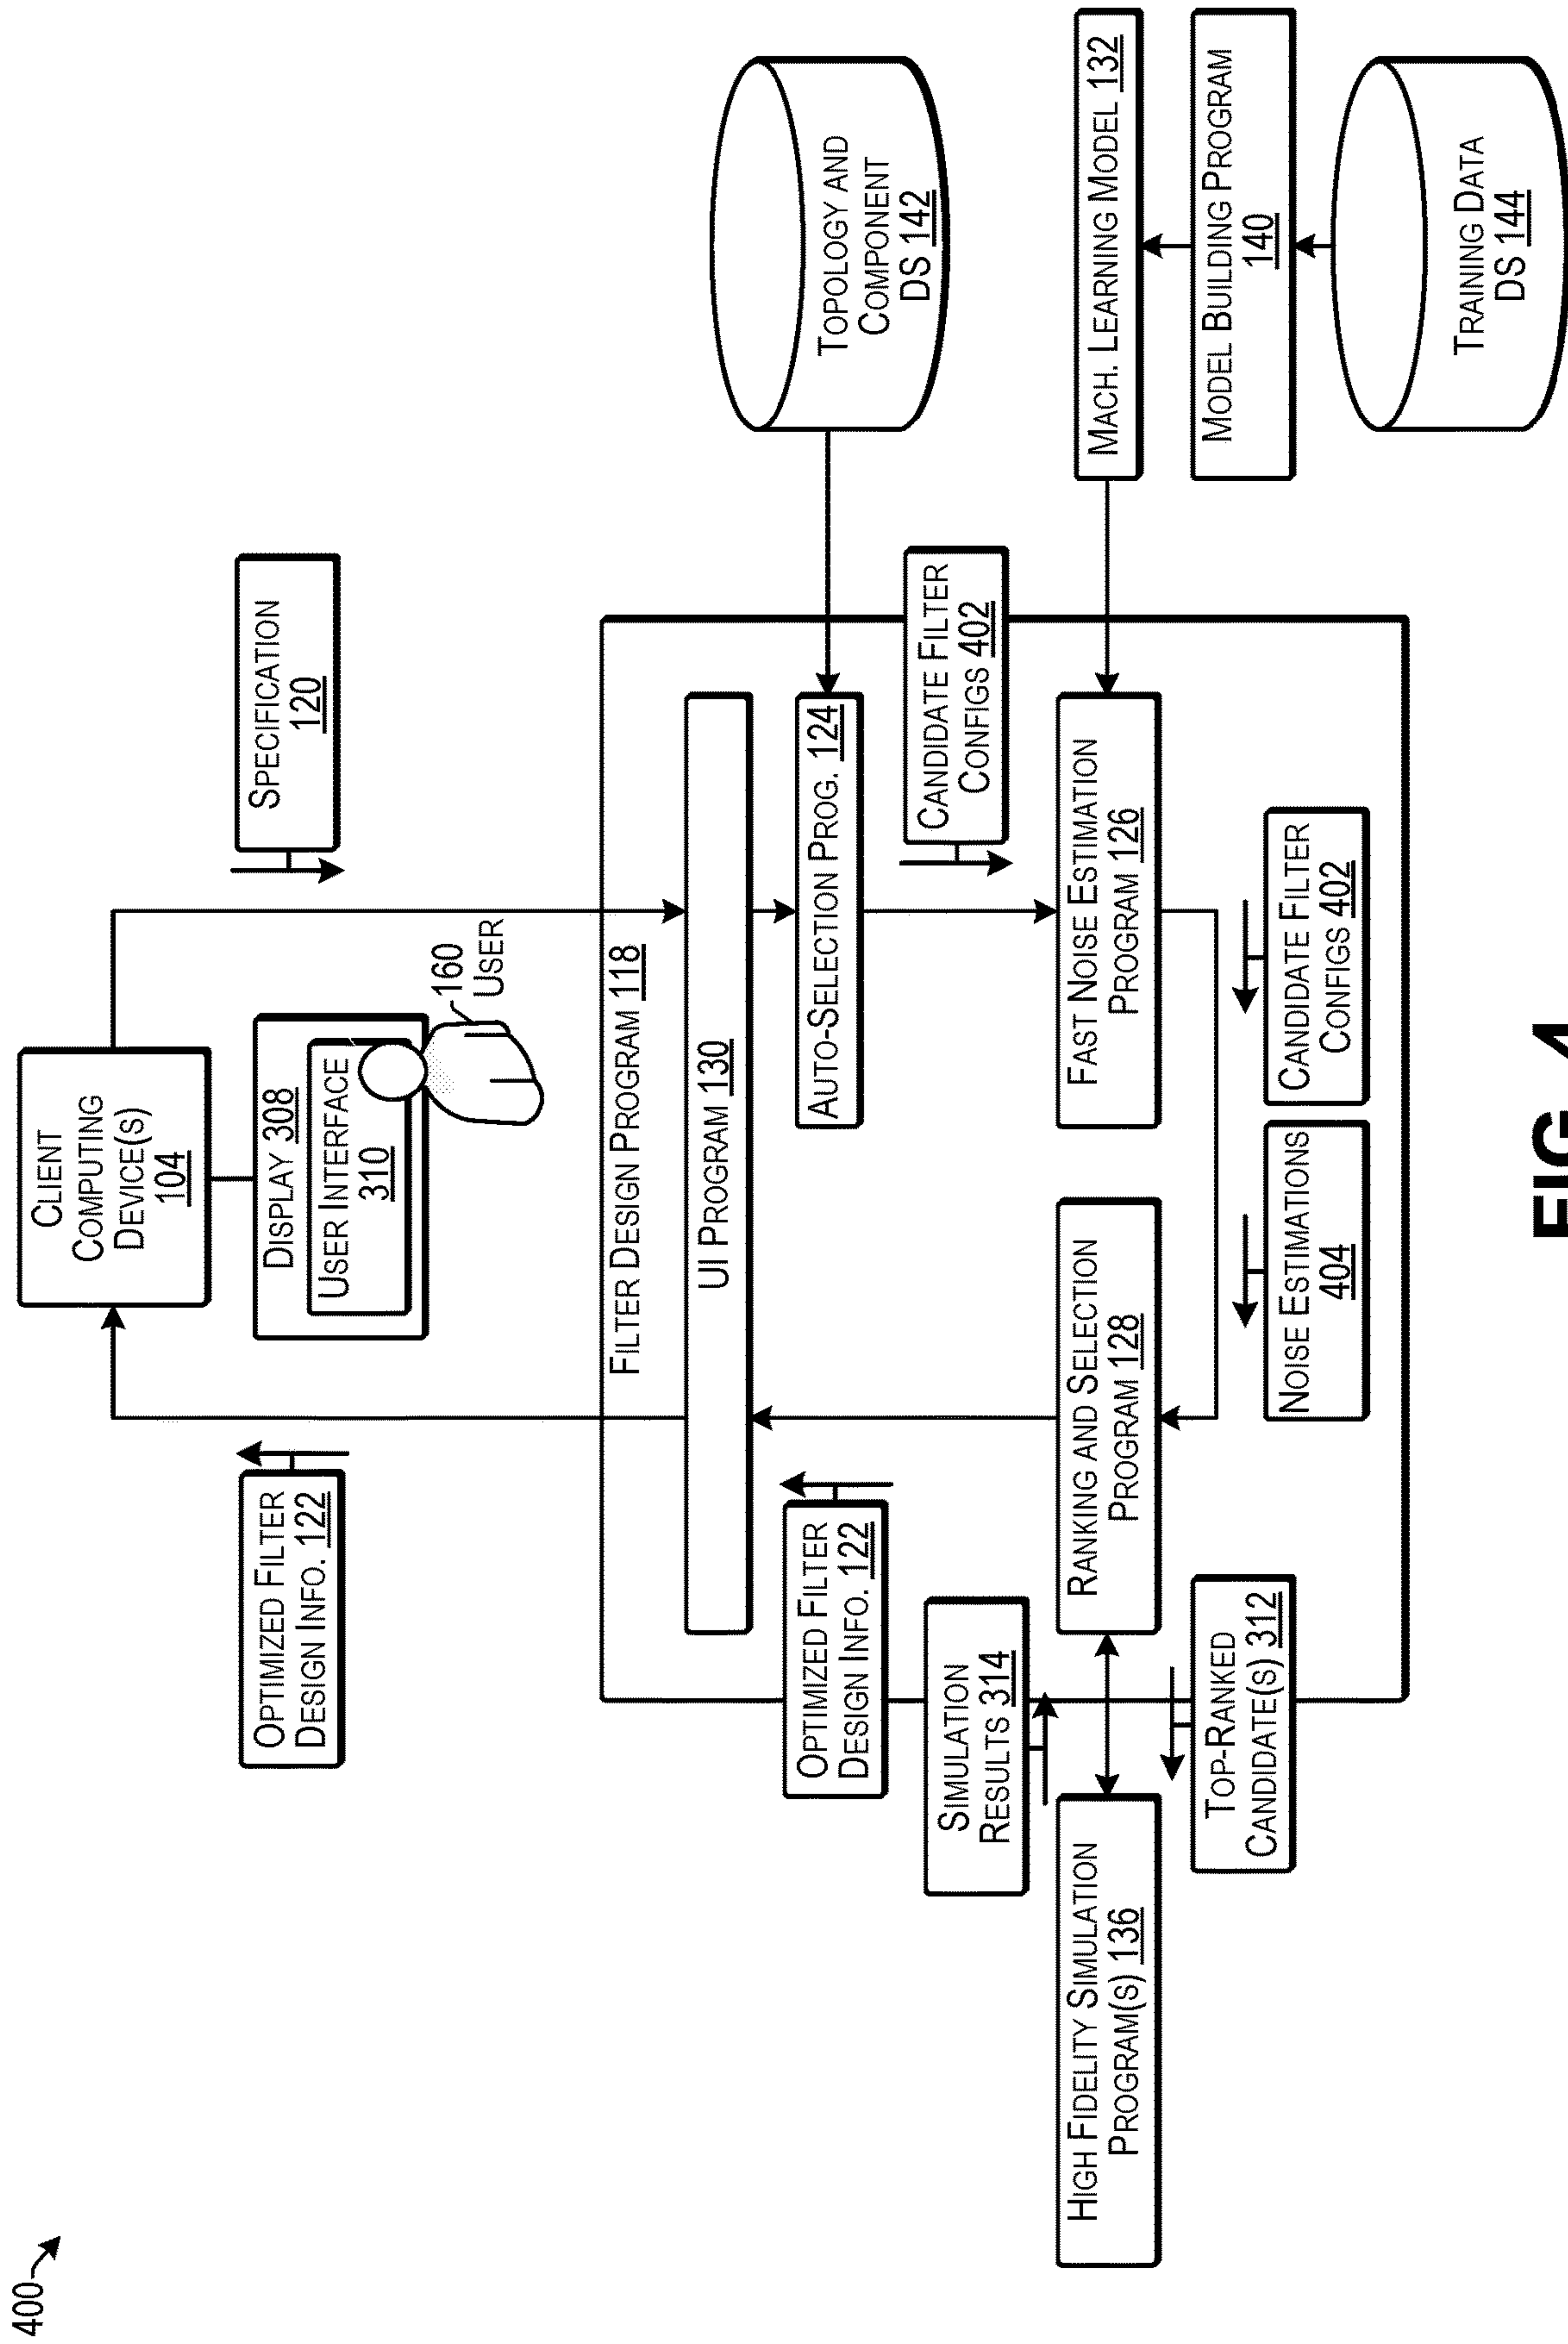 400
CLIENT
COMPUTING
DEVICE(S)
104
DISPLAY 308
USER INTERFACE
310
160
USER
OPTIMIZED FILTER
DESIGN INFO. 122
SPECIFICATION
120
FILTER DESIGN PROGRAM 118
UI PROGRAM 130
OPTIMIZED FILTER
DESIGN INFO. 122
AUTO-SELECTION PROG. 124
TOPOLOGY AND
COMPONENT
DS 142
SIMULATION
RESULTS 314
CANDIDATE FILTER
CONFIGS 402
HIGH FIDELITY SIMULATION
PROGRAM(S) 136
RANKING AND SELECTION
PROGRAM 128
FAST NOISE ESTIMATION
PROGRAM 126
MACH. LEARNING MODEL 132
TOP-RANKED
CANDIDATE(S) 312
NOISE ESTIMATIONS
404
CANDIDATE FILTER
CONFIGS 402
MODEL BUILDING PROGRAM
140
TRAINING DATA
DS 144
FIG. 4